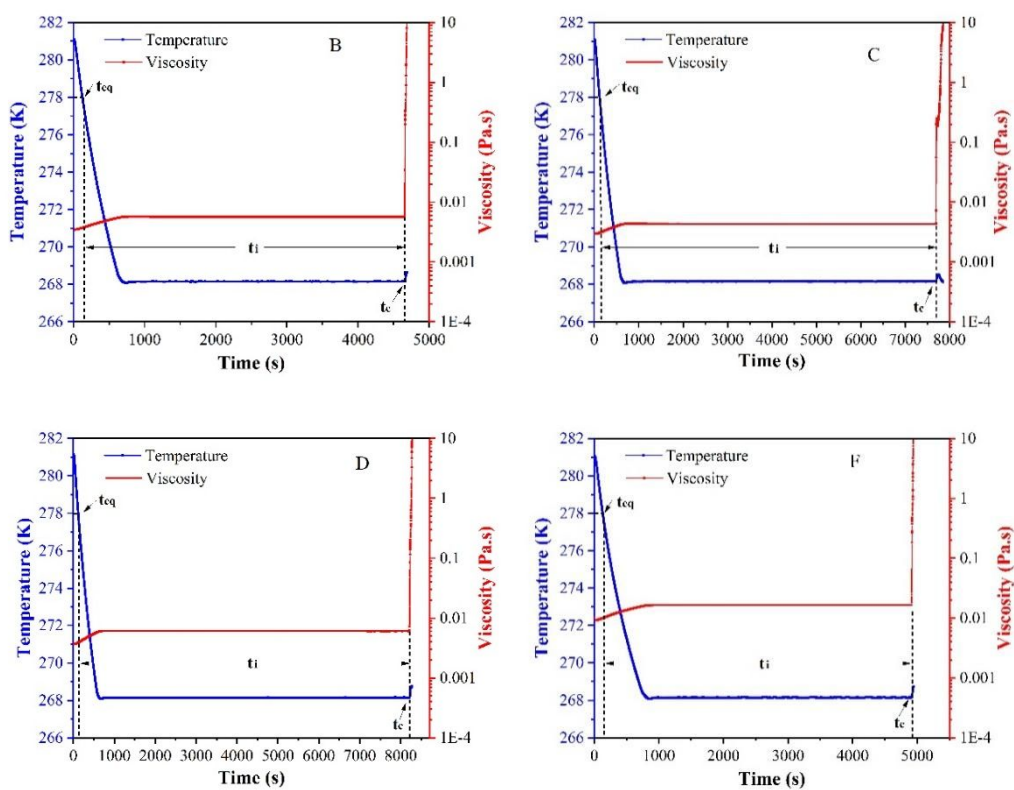 282
280
278
276
274
272
270
268
266
Temperature (K)
Temperature
Viscosity
B
teq
ti
tc
10
1
0.1
0.01
0.001
1E-4
Viscosity (Pa.s)
0 1000 2000 3000 4000 5000
Time (s)
282
280
278
276
274
272
270
268
266
Temperature (K)
Temperature
Viscosity
C
teq
ti
tc
10
1
0.1
0.01
0.001
1E-4
Viscosity (Pa.s)
0 1000 2000 3000 4000 5000 6000 7000 8000
Time (s)
282
280
278
276
274
272
270
268
266
Temperature (K)
Temperature
Viscosity
D
teq
ti
tc
10
1
0.1
0.01
0.001
1E-4
Viscosity (Pa.s)
0 1000 2000 3000 4000 5000 6000 7000 8000
Time (s)
282
280
278
276
274
272
270
268
266
Temperature (K)
Temperature
Viscosity
F
teq
ti
tc
10
1
0.1
0.01
0.001
1E-4
Viscosity (Pa.s)
0 1000 2000 3000 4000 5000
Time (s)